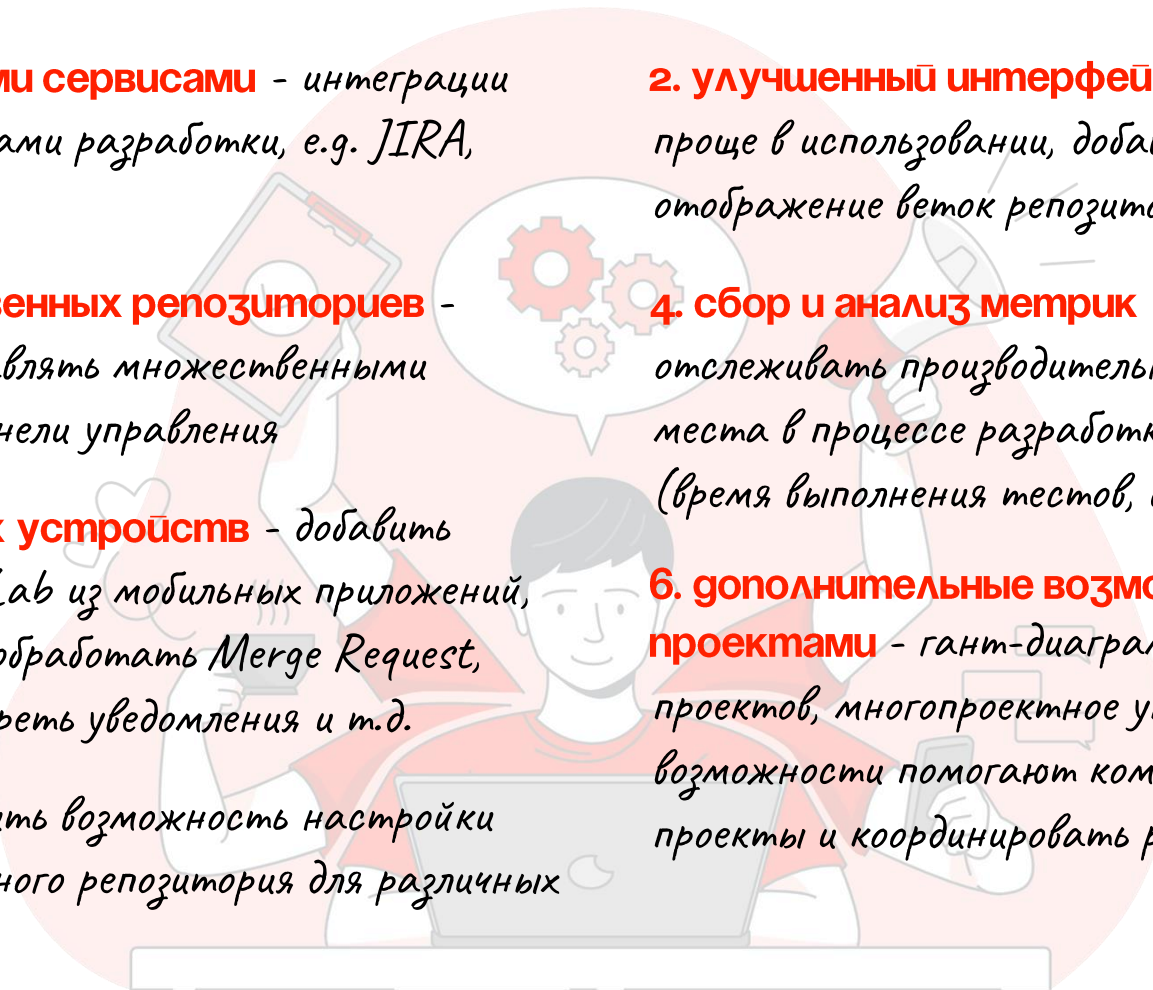 ми сервисами - интеграции
ами разработки, e.g. JIRA,
венных репозиториев -
влять множественными
нели управления
х устройств - добавить
Lab из мобильных приложений,
обработать Merge Request,
реть уведомления и т.д.
ить возможность настройки
ного репозитория для различных
2. улучшенный интерфей
проще в использовании, доба
отображение веток репозито
4. сбор и анализ метрик
отслеживать производитель
места в процессе разработк
(время выполнения тестов,
6. дополнительные возмо
проектами - гант-диагра
проектов, многопроектное у
возможности помогают ком
проекты и координировать р